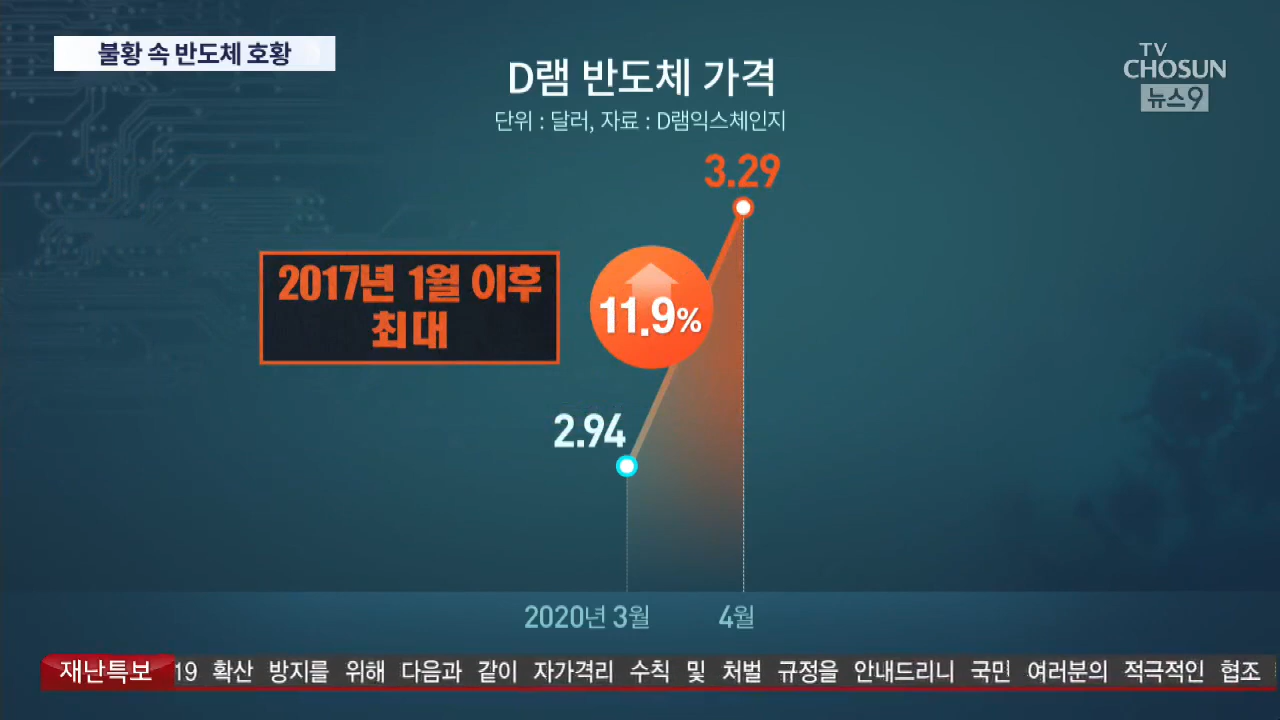 불황 속 반도체 호황
TV
CHOSUN
뉴스9
D램 반도체 가격
단위 : 달러, 자료 : D램익스체인지
3.29
2017년 1월 이후
최대
11.9%
2.94
2020년 3월
4월
재난특보
19 확산 방지를 위해 다음과 같이 자가격리 수칙 및 처벌 규정을 안내드리니 국민 여러분의 적극적인 협조